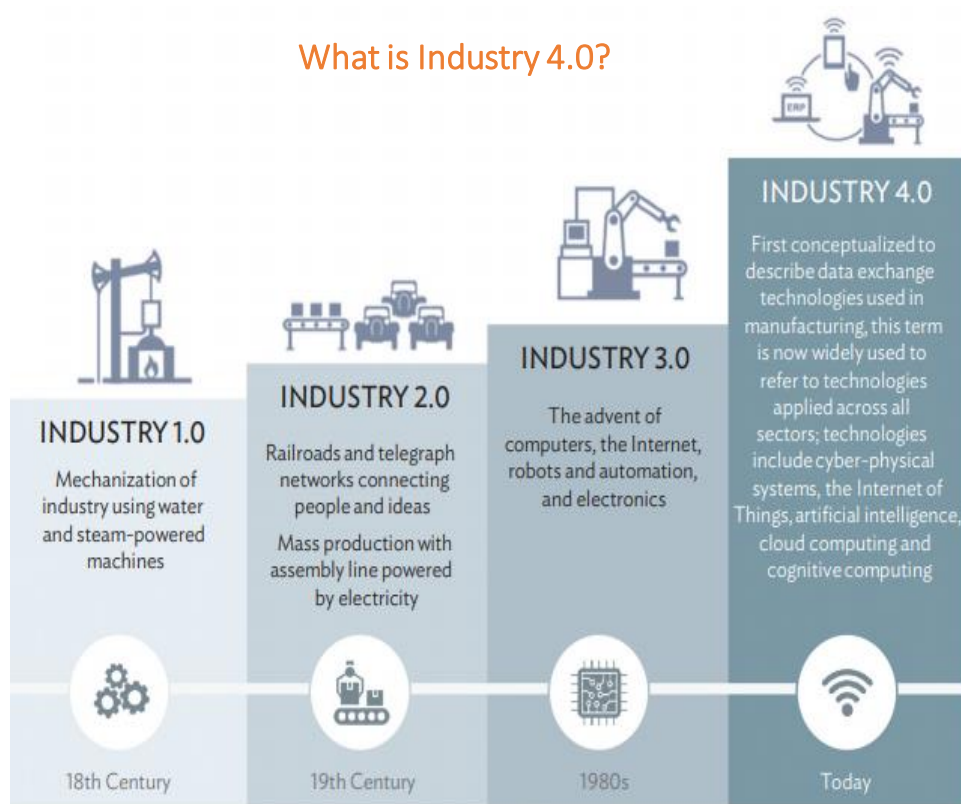 What is Industry 4.0?
ERP
INDUSTRY 1.0
Mechanization of
industry using water
and steam-powered
machines
18th Century
INDUSTRY 2.0
Railroads and telegraph
networks connecting
people and ideas
Mass production with
assembly line powered
by electricity
19th Century
INDUSTRY 3.0
The advent of
computers, the Internet,
robots and automation,
and electronics
1980s
INDUSTRY 4.0
First conceptualized to
describe data exchange
technologies used in
manufacturing, this term
is now widely used to
refer to technologies
applied across all
sectors; technologies
include cyber-physical
systems, the Internet of
Things, artificial intelligence,
cloud computing and
cognitive computing
Today